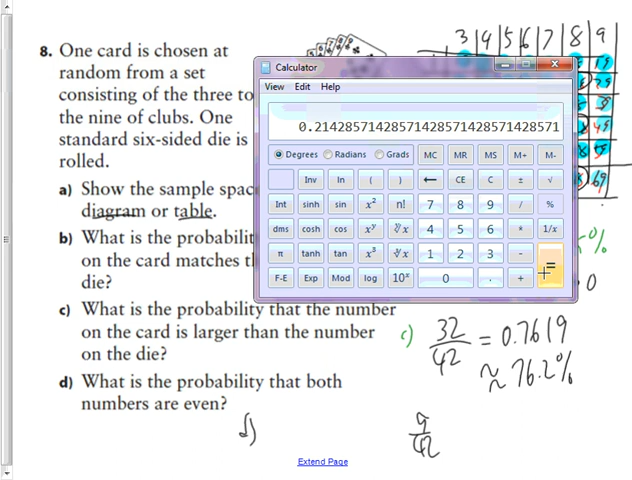 3 4 5 6 7 8 9
8. One card is chosen at
random from a set
consisting of the three to
the nine of clubs. One
standard six-sided die is
rolled.
a) Show the sample spac
diagram or table.
b) What is the probabilit
on the card matches t
die?
c) What is the probability that the number
on the card is larger than the number
on the die?
d) What is the probability that both
numbers are even?
Calculator
View Edit Help
0.21428571428571428571428571428571
Degrees Radians Grads MC MR MS M+ M-
Inv ln ( ) ← CE C ± √
Int sinh sin x² n! 7 8 9 / %
dms cosh cos xʸ ʸ√x 4 5 6 * 1/x
π tanh tan x³ ³√x 1 2 3 - =
F-E Exp Mod log 10ˣ 0 . +
19
49
69
%
0
c) 32/42 = 0.7619
≈ 76.2%
d) 9/42
Extend Page